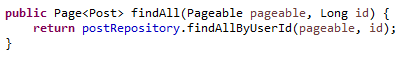 public Page<Post> findAll(Pageable pageable, Long id) {
    return postRepository.findAllByUserId(pageable, id);
}